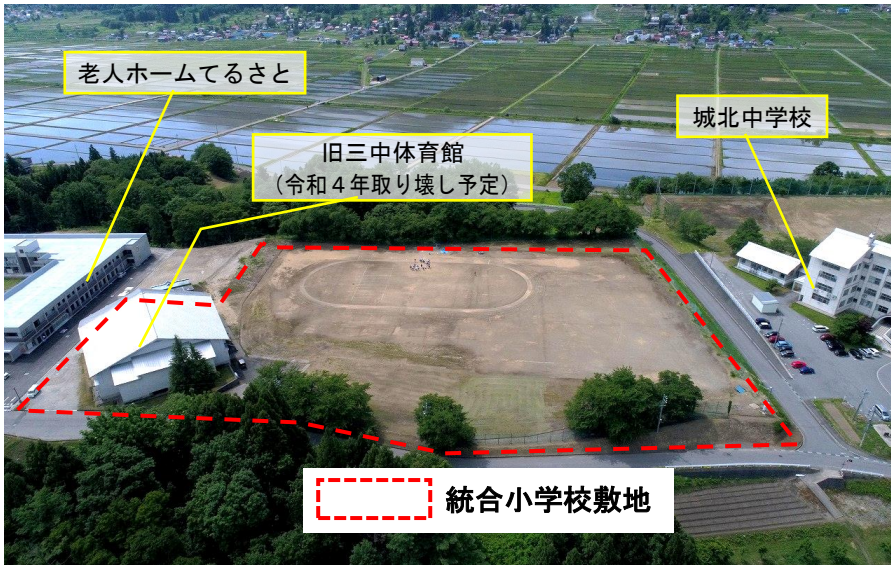 老人ホームてるさと
城北中学校
旧三中体育館
（令和４年取り壊し予定）
統合小学校敷地